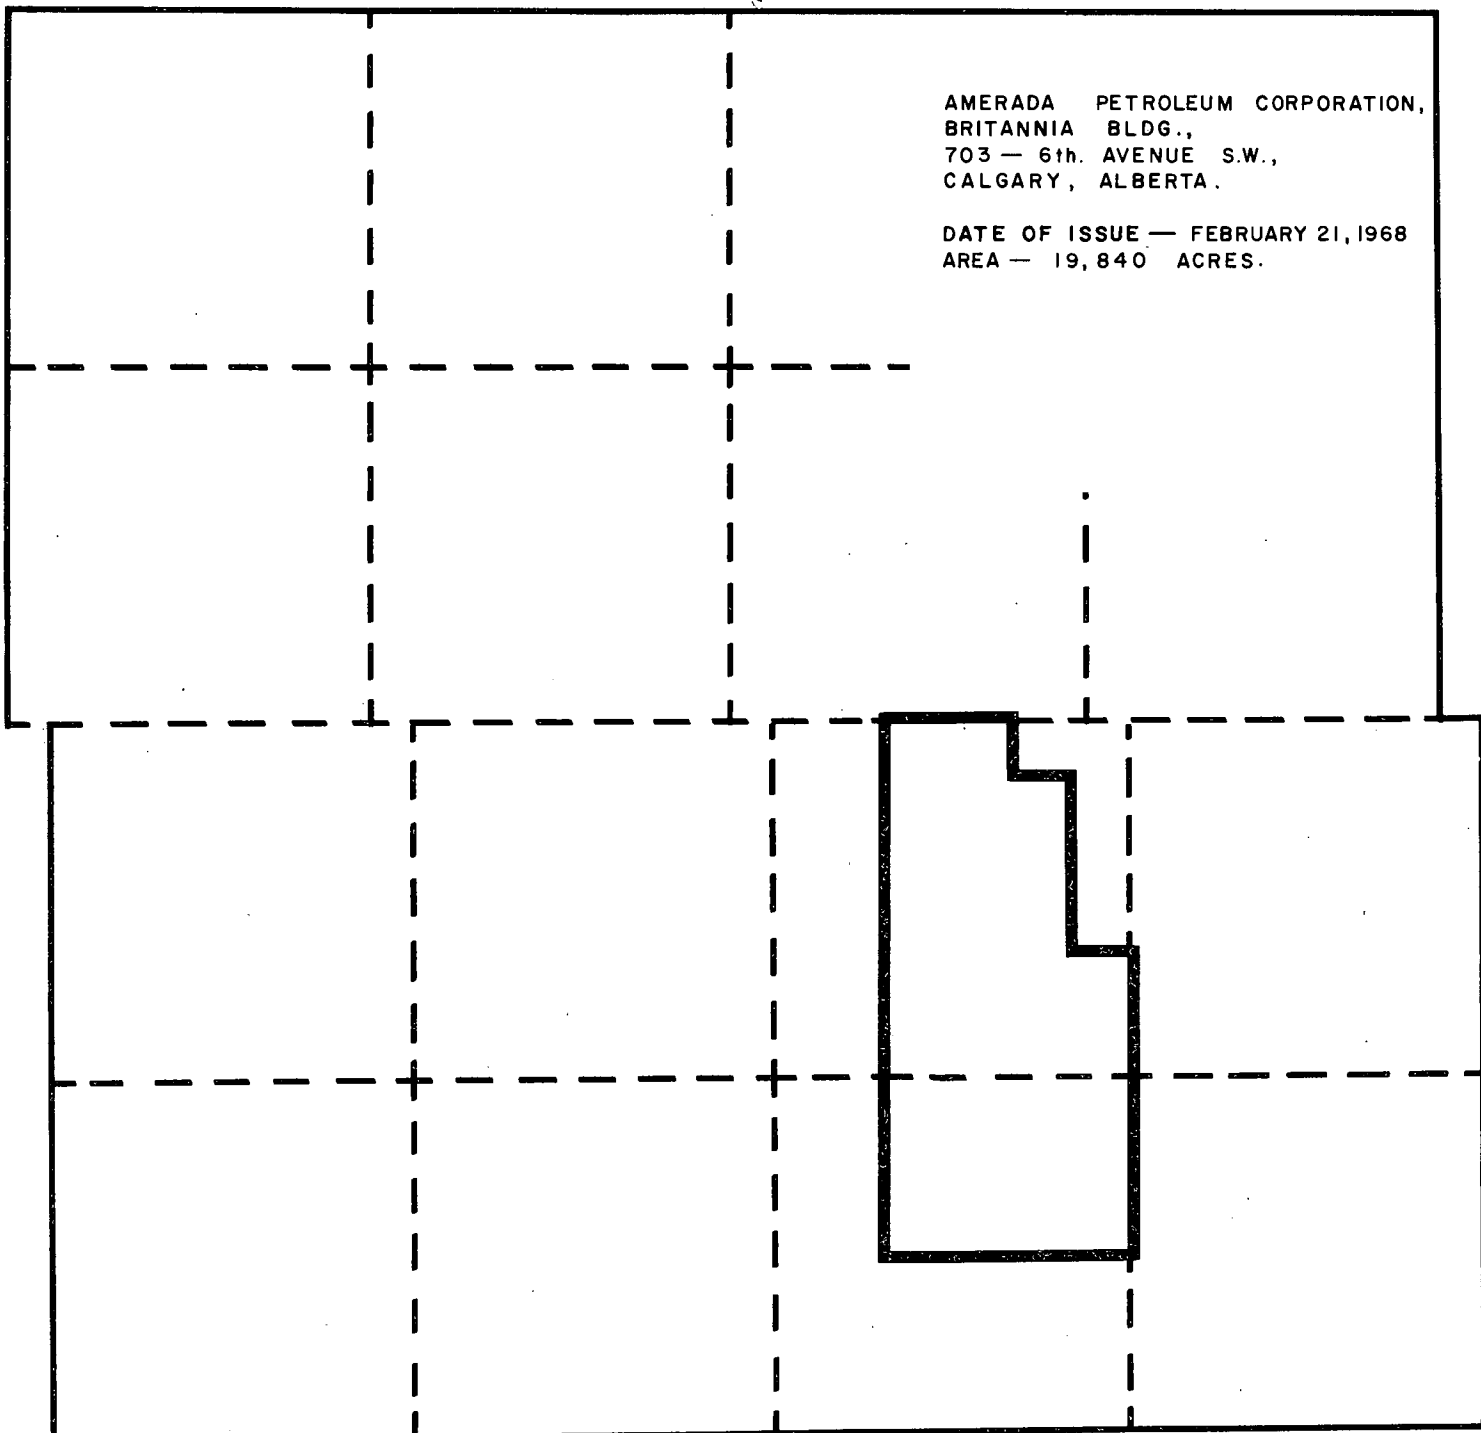 AMERADA PETROLEUM CORPORATION,
BRITANNIA BLDG.,
703 — 6th. AVENUE S.W.,
CALGARY, ALBERTA.
DATE OF ISSUE — FEBRUARY 21, 1968
AREA — 19,840 ACRES.